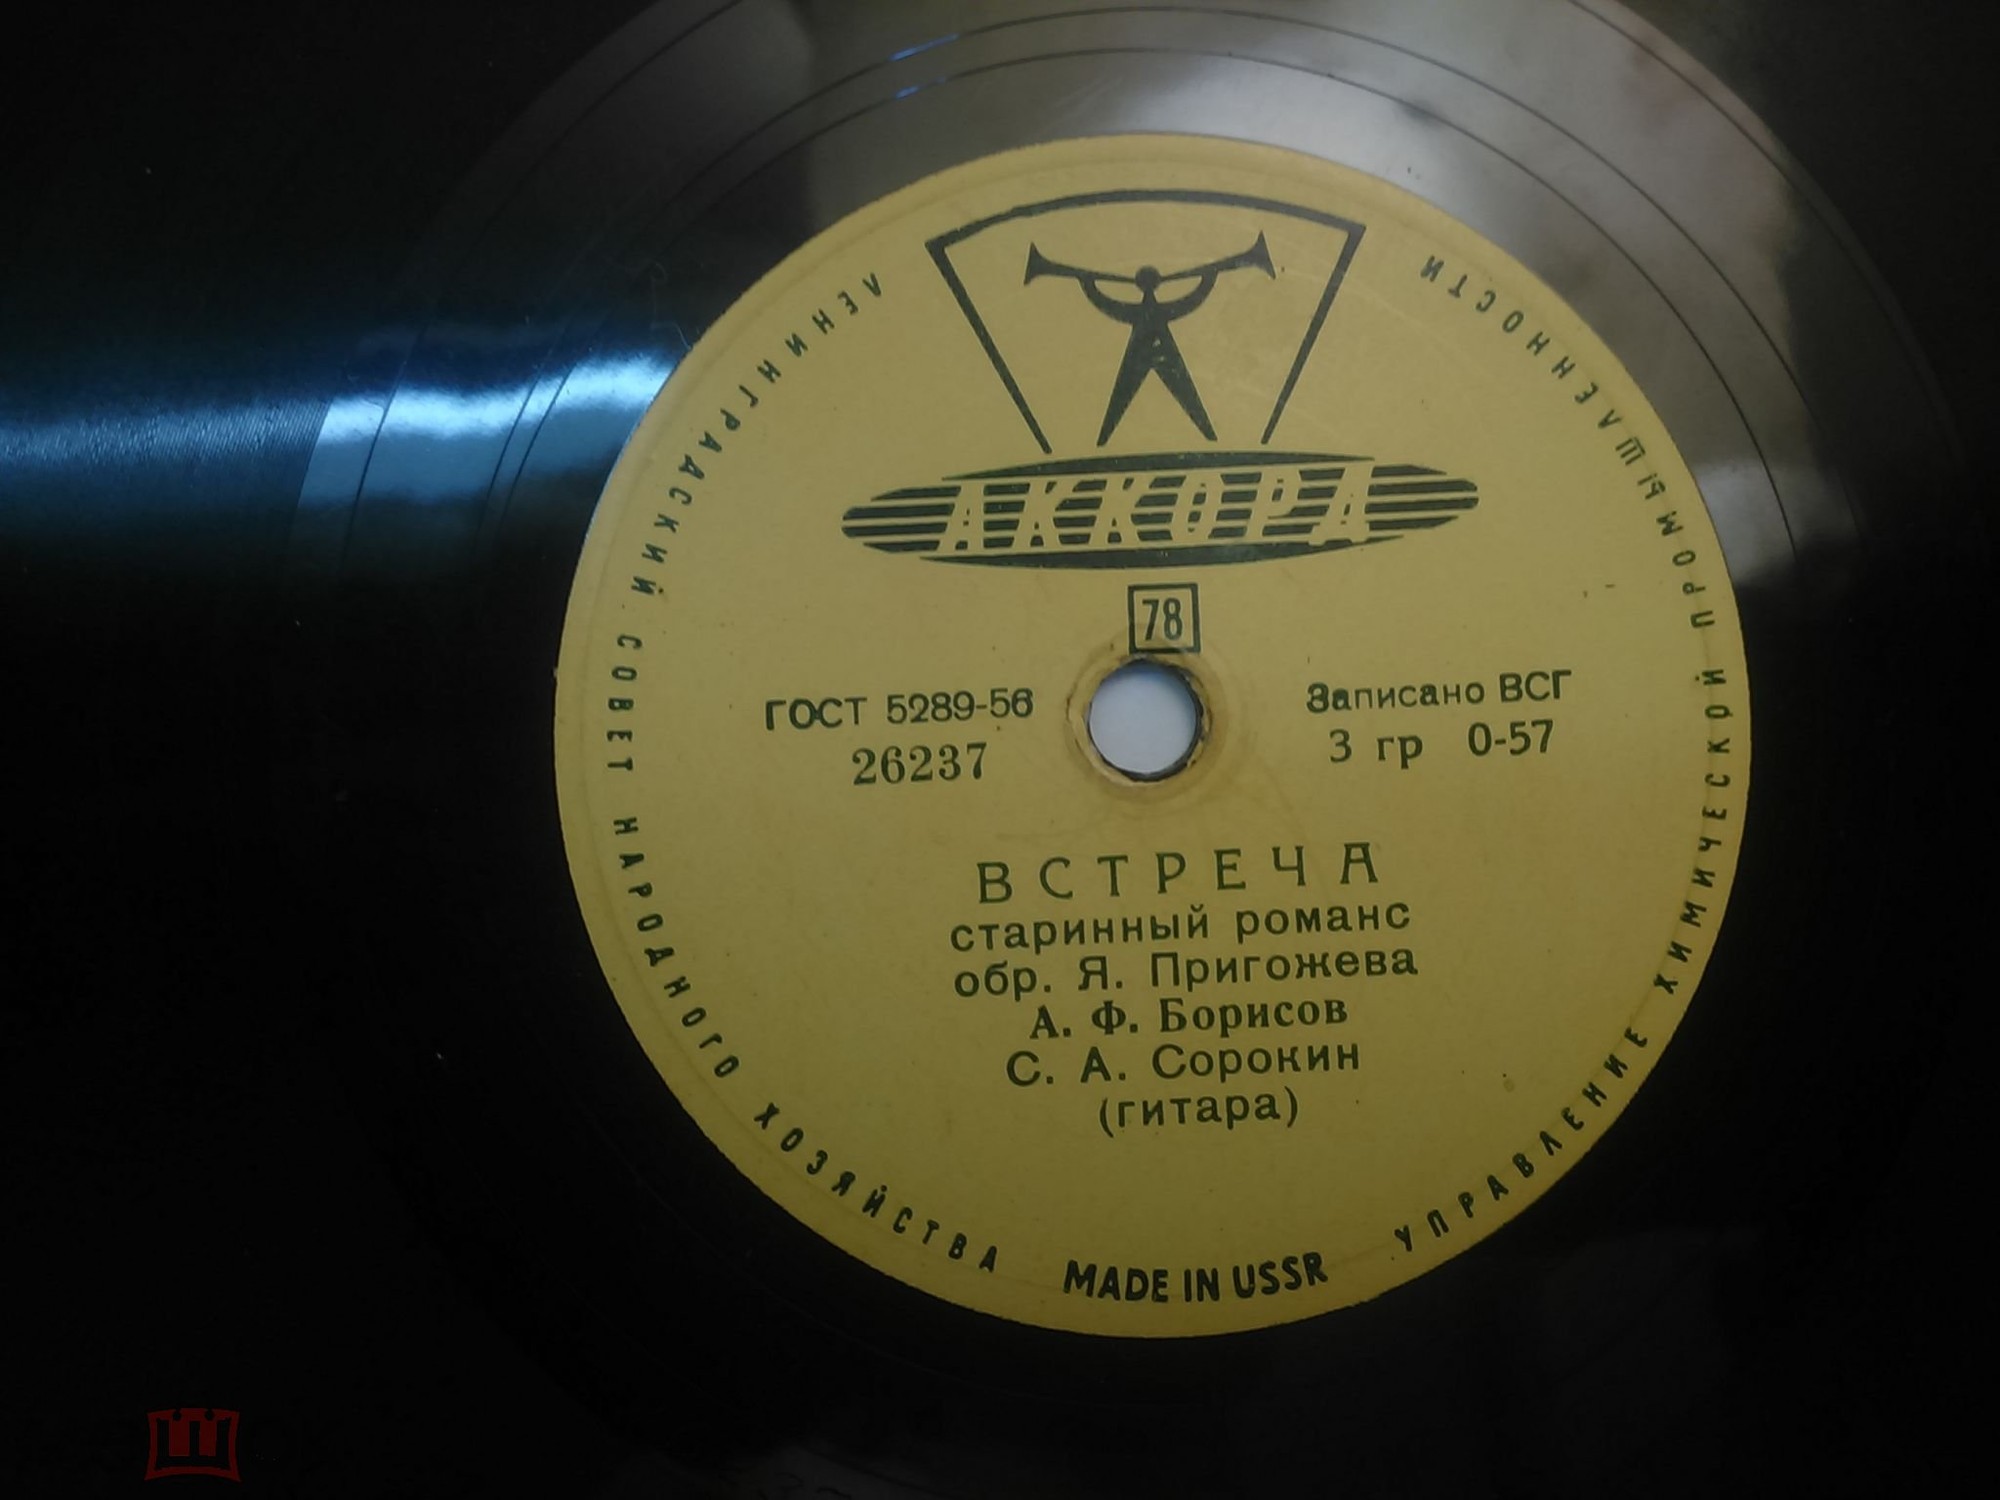 АККОРД
78
ГОСТ 5289-56
26237
Записано ВСГ
3 гр 0-57
ВСТРЕЧА
старинный романс
обр. Я. Пригожева
А. Ф. Борисов
С. А. Сорокин
(гитара)
ЛЕНИНГРАДСКИЙ СОВЕТ НАРОДНОГО ХОЗЯЙСТВА
MADE IN USSR
УПРАВЛЕНИЕ ХИМИЧЕСКОЙ ПРОМЫШЛЕННОСТИ